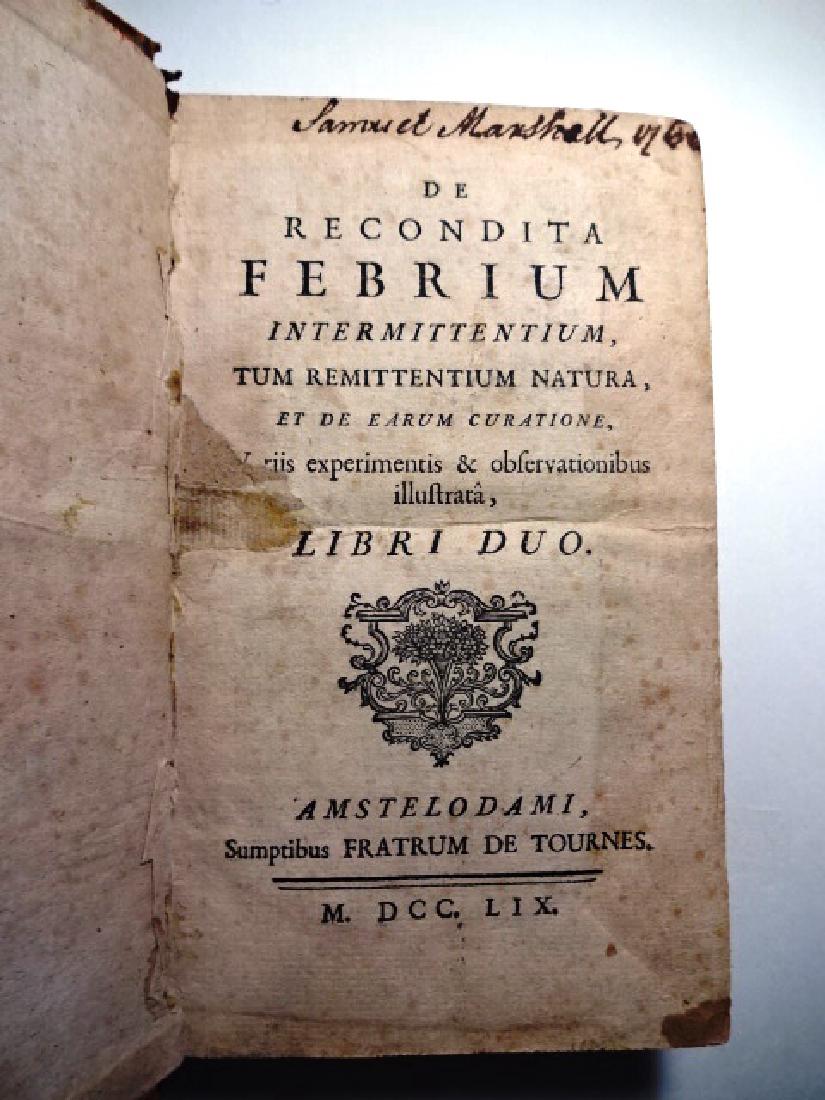 Samuel Marshall,
DE
RECONDITA
FEBRIUM
INTERMITTENTIUM,
TUM REMITTENTIUM NATURA,
ET DE EARUM CURATIONE,
experimentis & obſervationibus
illuſtratâ,
LIBRI DUO.
AMSTELODAMI,
Sumptibus FRATRUM DE TOURNES.
M. DCC. LIX.